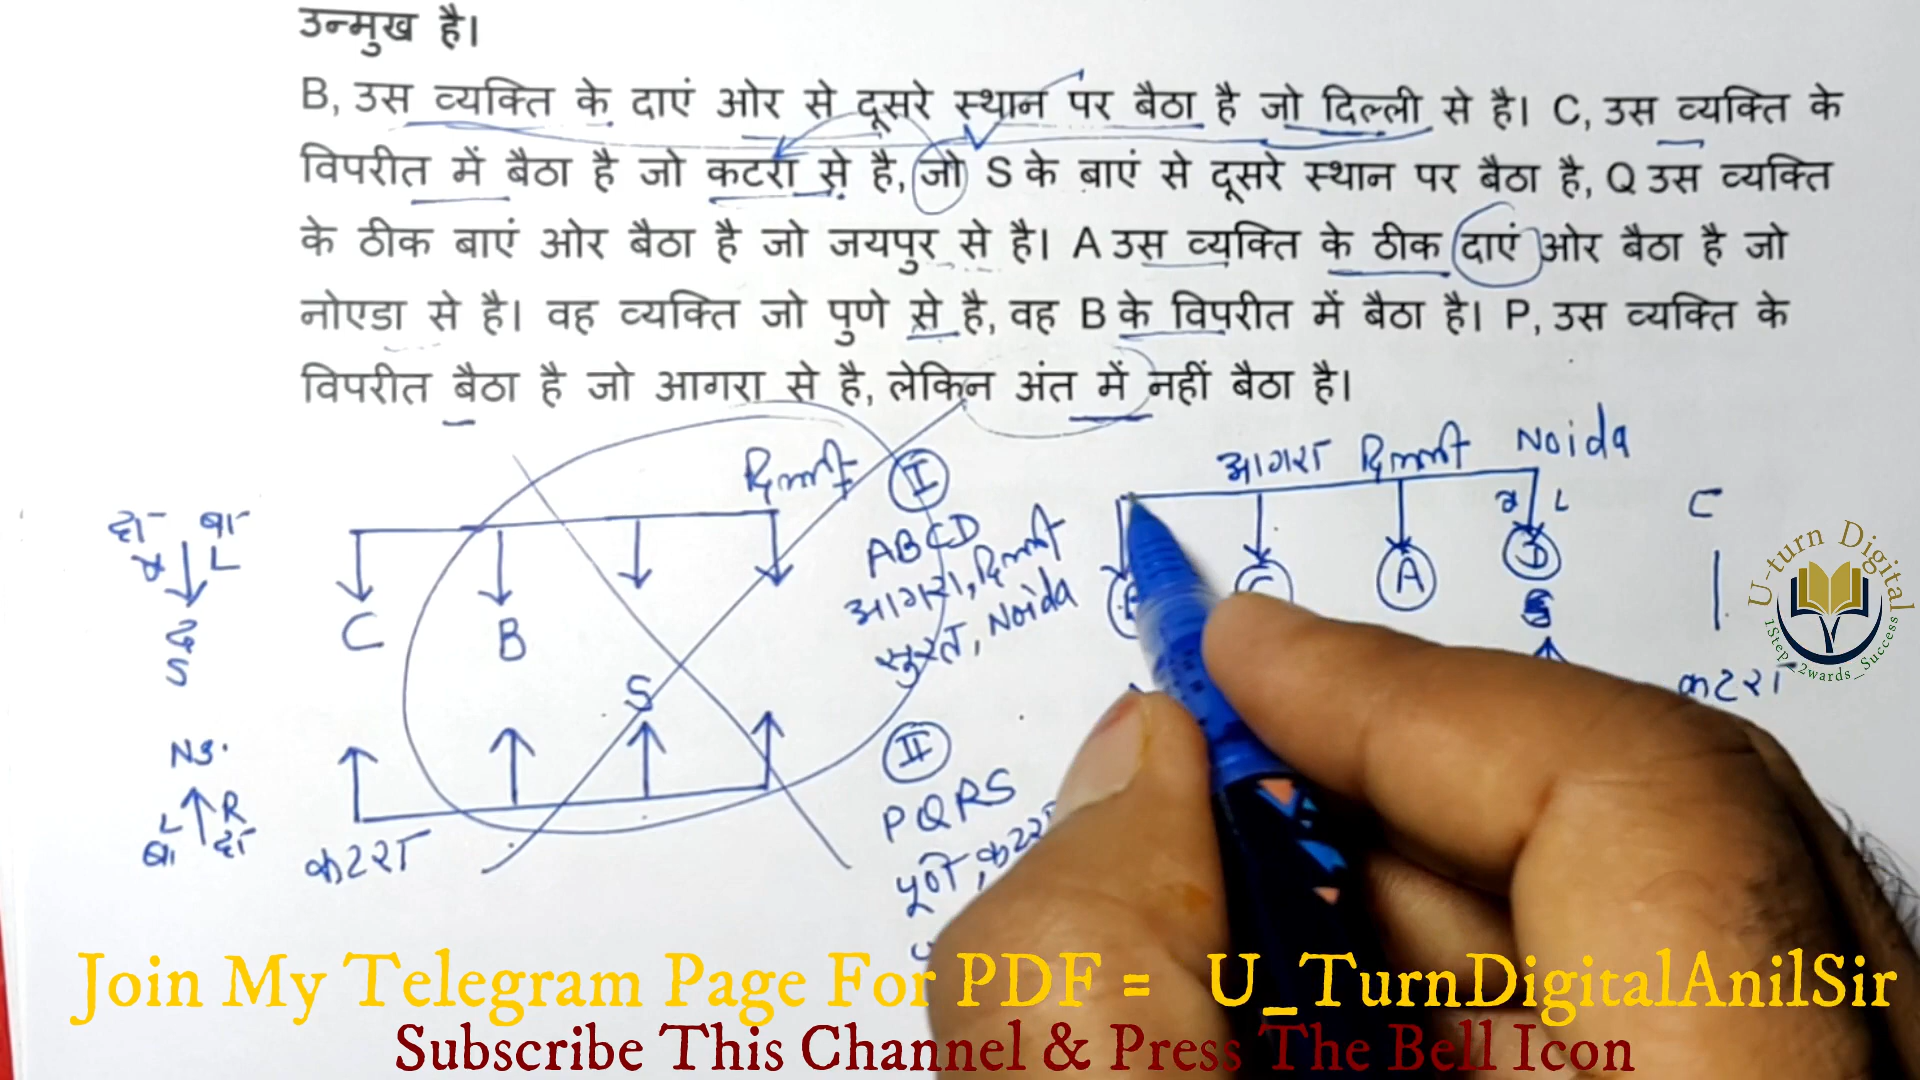 उन्मुख है।
B, उस व्यक्ति के दाएं ओर से दूसरे स्थान पर बैठा है जो दिल्ली से है। C, उस व्यक्ति के
विपरीत में बैठा है जो कटरा से है, जो S के बाएं से दूसरे स्थान पर बैठा है, Q उस व्यक्ति
के ठीक बाएं ओर बैठा है जो जयपुर से है। A उस व्यक्ति के ठीक दाएं ओर बैठा है जो
नोएडा से है। वह व्यक्ति जो पुणे से है, वह B के विपरीत में बैठा है। P, उस व्यक्ति के
विपरीत बैठा है जो आगरा से है, लेकिन अंत में नहीं बैठा है।
दिल्ली I
आगरा दिल्ली Noida
दा बा
L
द
S
C B
ABCD
आगरा, दिल्ली
सूरत, Noida
L
A D
C
कटरा
S
N
L R
बा दा
कटरा
II
PQRS
पूणे, कटरा
U-turn Digital
1Step_2wards_Success
Join My Telegram Page For PDF = U_TurnDigitalAnilSir
Subscribe This Channel & Press The Bell Icon